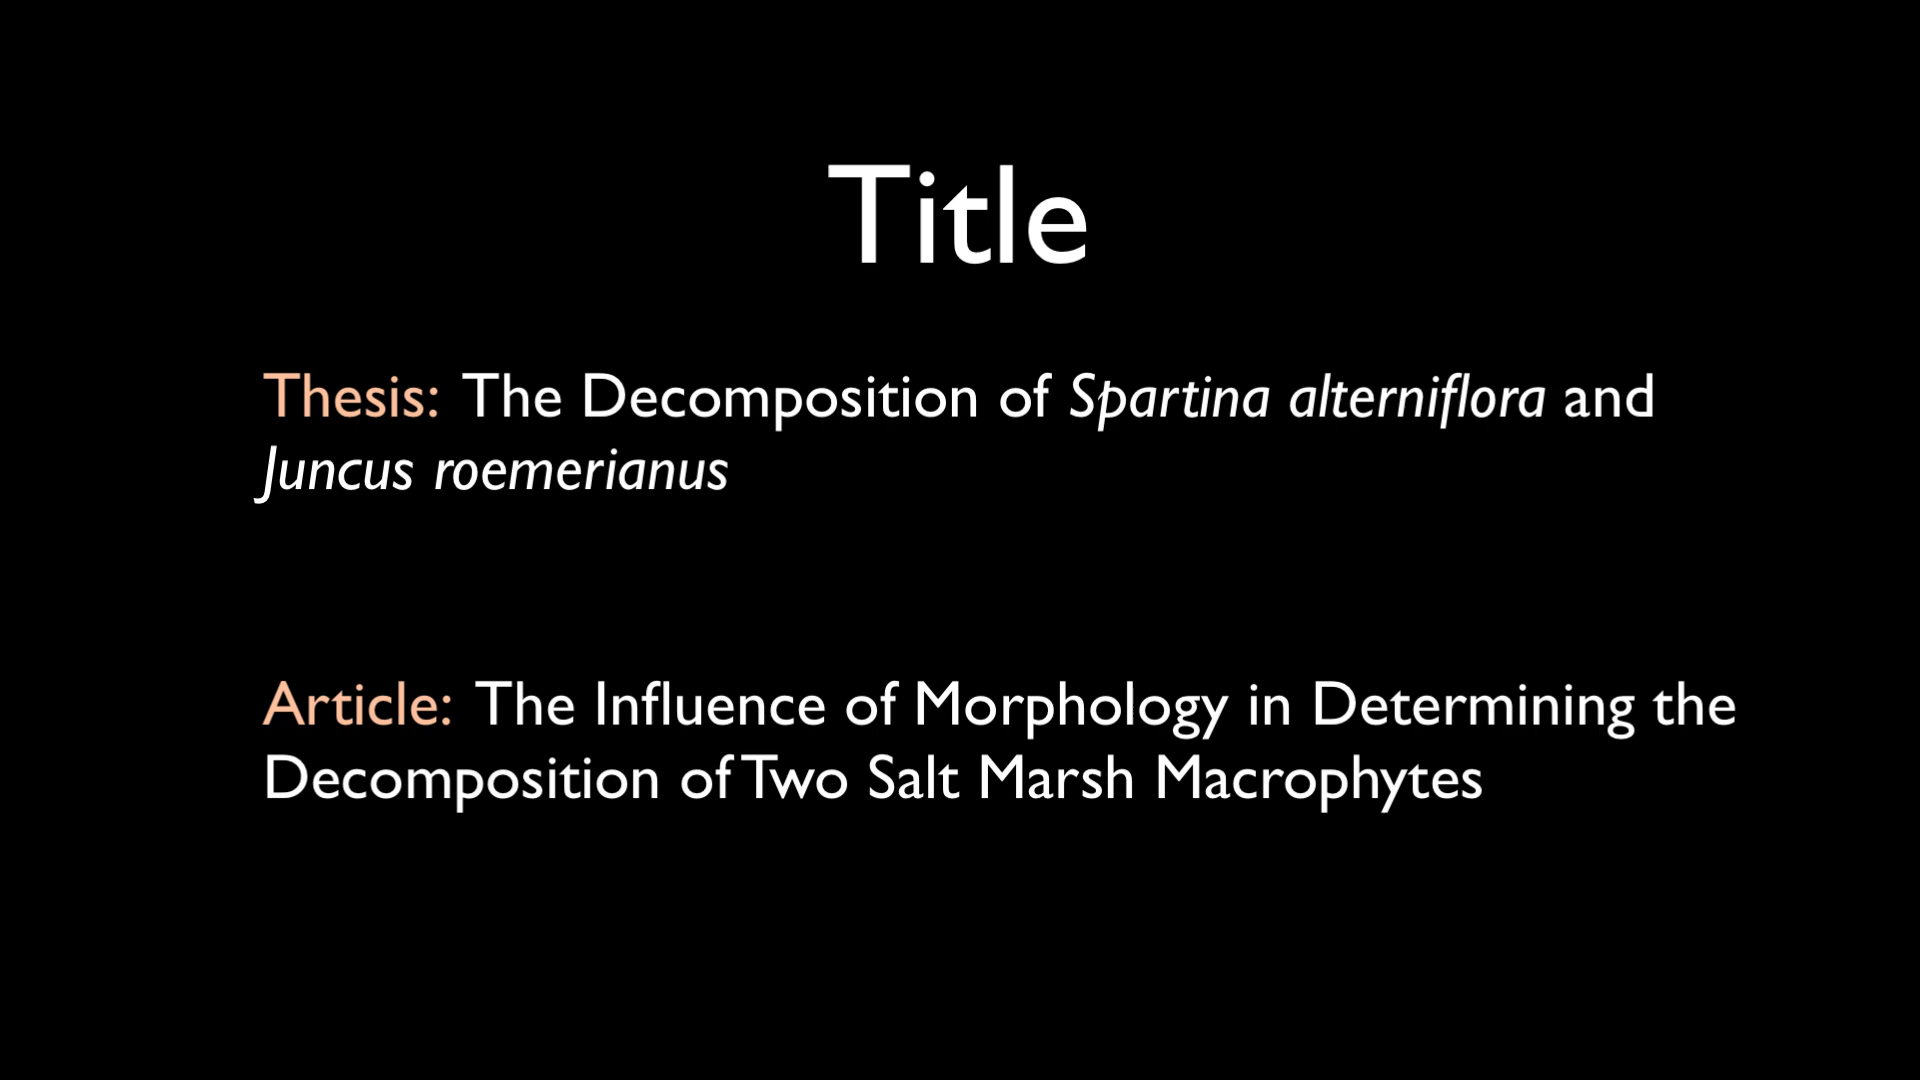 Title
Thesis: The Decomposition of Spartina alterniflora and
Juncus roemerianus
Article: The Influence of Morphology in Determining the
Decomposition of Two Salt Marsh Macrophytes